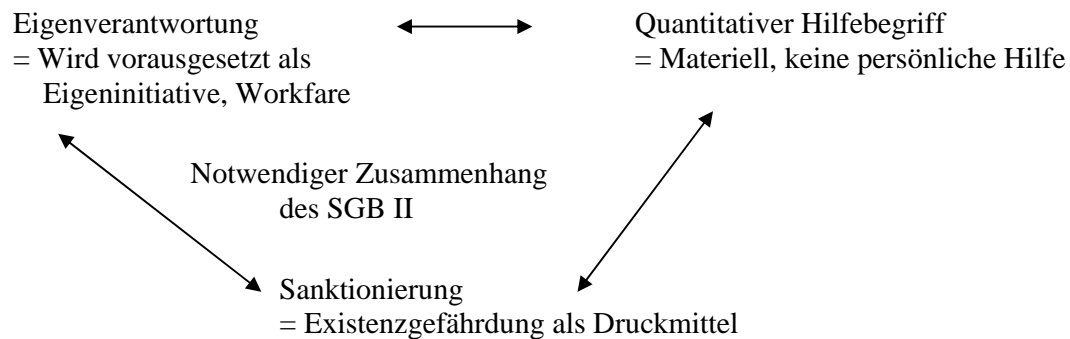 Eigenverantwortung
= Wird vorausgesetzt als
Eigeninitiative, Workfare
Quantitativer Hilfebegriff
= Materiell, keine persönliche Hilfe
Notwendiger Zusammenhang
des SGB II
Sanktionierung
= Existenzgefährdung als Druckmittel